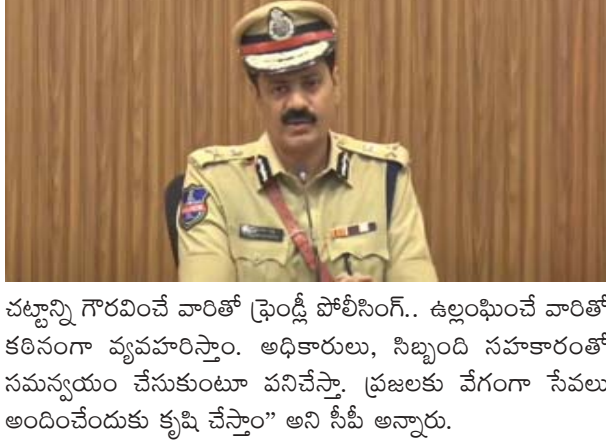 చట్టాన్ని గౌరవించే వారితో ఫ్రెండ్లీ పోలీసింగ్.. ఉల్లంఘించే వారితో
కఠినంగా వ్యవహరిస్తాం. అధికారులు, సిబ్బంది సహకారంతో
సమన్వయం చేసుకుంటూ పనిచేస్తా. ప్రజలకు వేగంగా సేవలు
అందించేందుకు కృషి చేస్తాం” అని సీపీ అన్నారు.